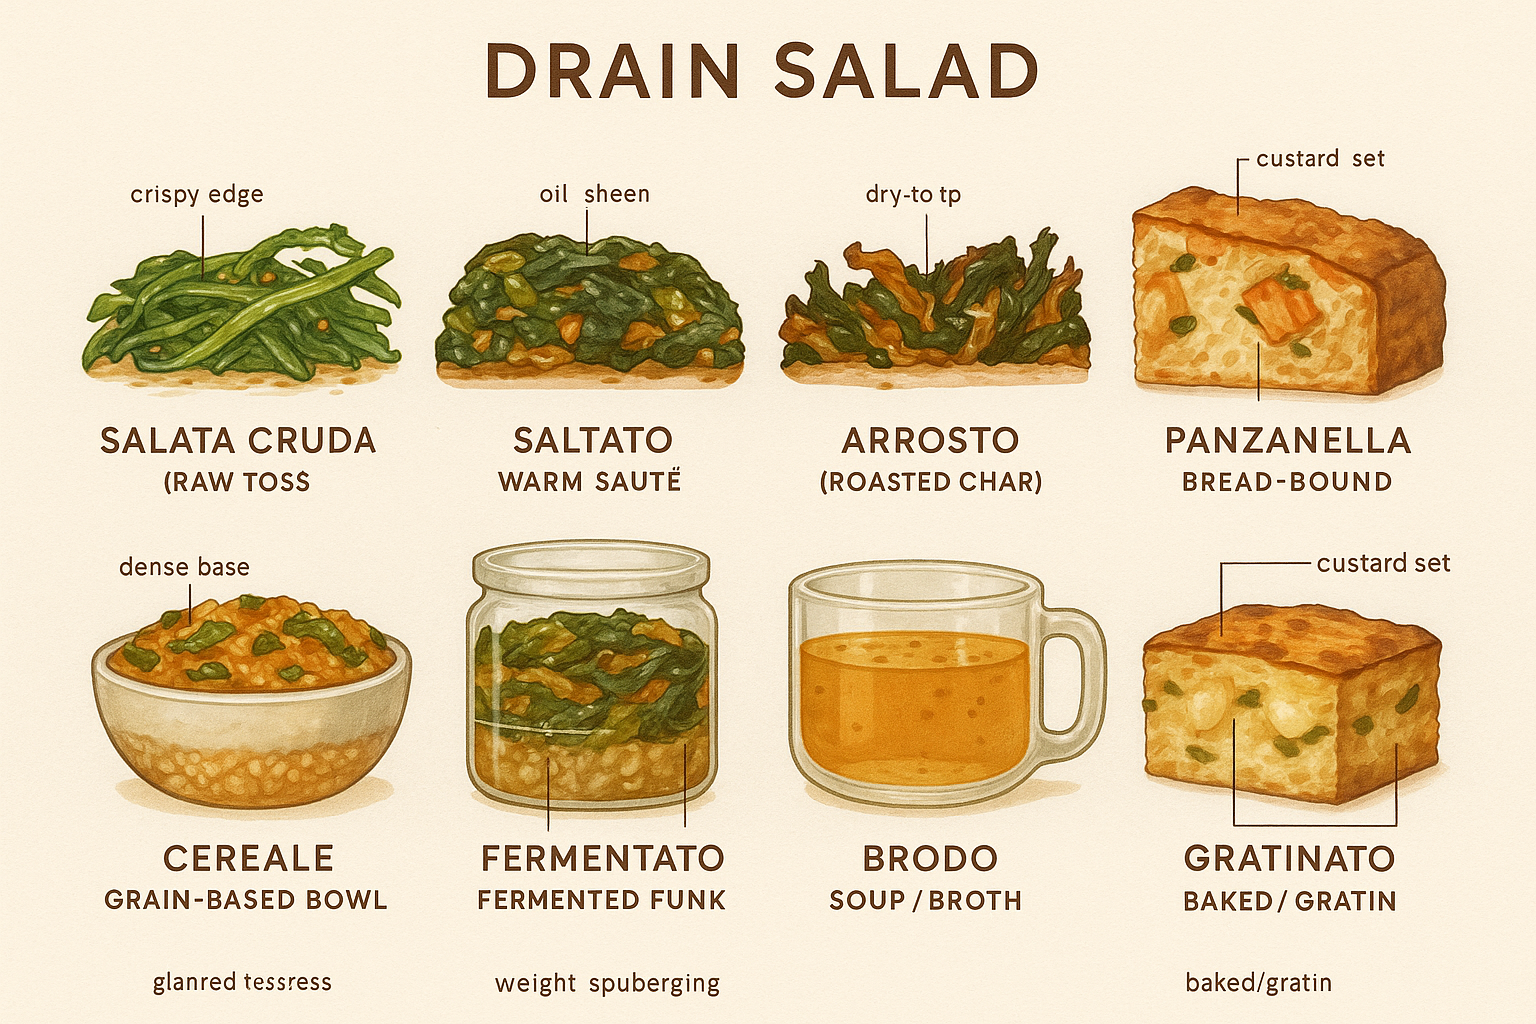 DRAIN SALAD
crispy edge
oil sheen
dry-to tp
custard set
SALATA CRUDA
(RAW TOSS
SALTATO
WARM SAUTË
ARROSTO
(ROASTED CHAR)
PANZANELLA
BREAD-BOUND
dense base
custard set
CEREALE
GRAIN-BASED BOWL
FERMENTATO
FERMENTED FUNK
BRODO
SOUP / BROTH
GRATINATO
BAKED / GRATIN
glanred tessress
weight spuberging
baked/gratin